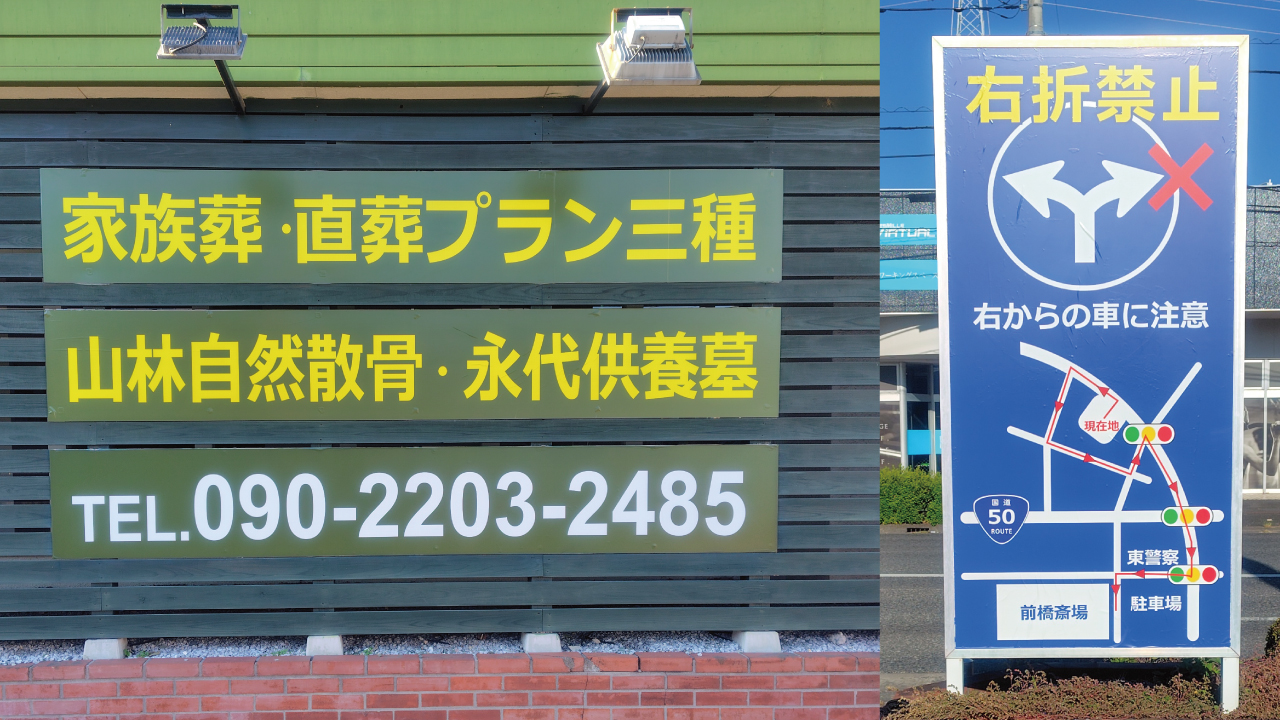 家族葬・直葬プラン三種
山林自然散骨・永代供養墓
TEL.090-2203-2485
右折禁止
右からの車に注意
現在地
国道
50
ROUTE
東警察
駐車場
前橋斎場
VIRTUAL